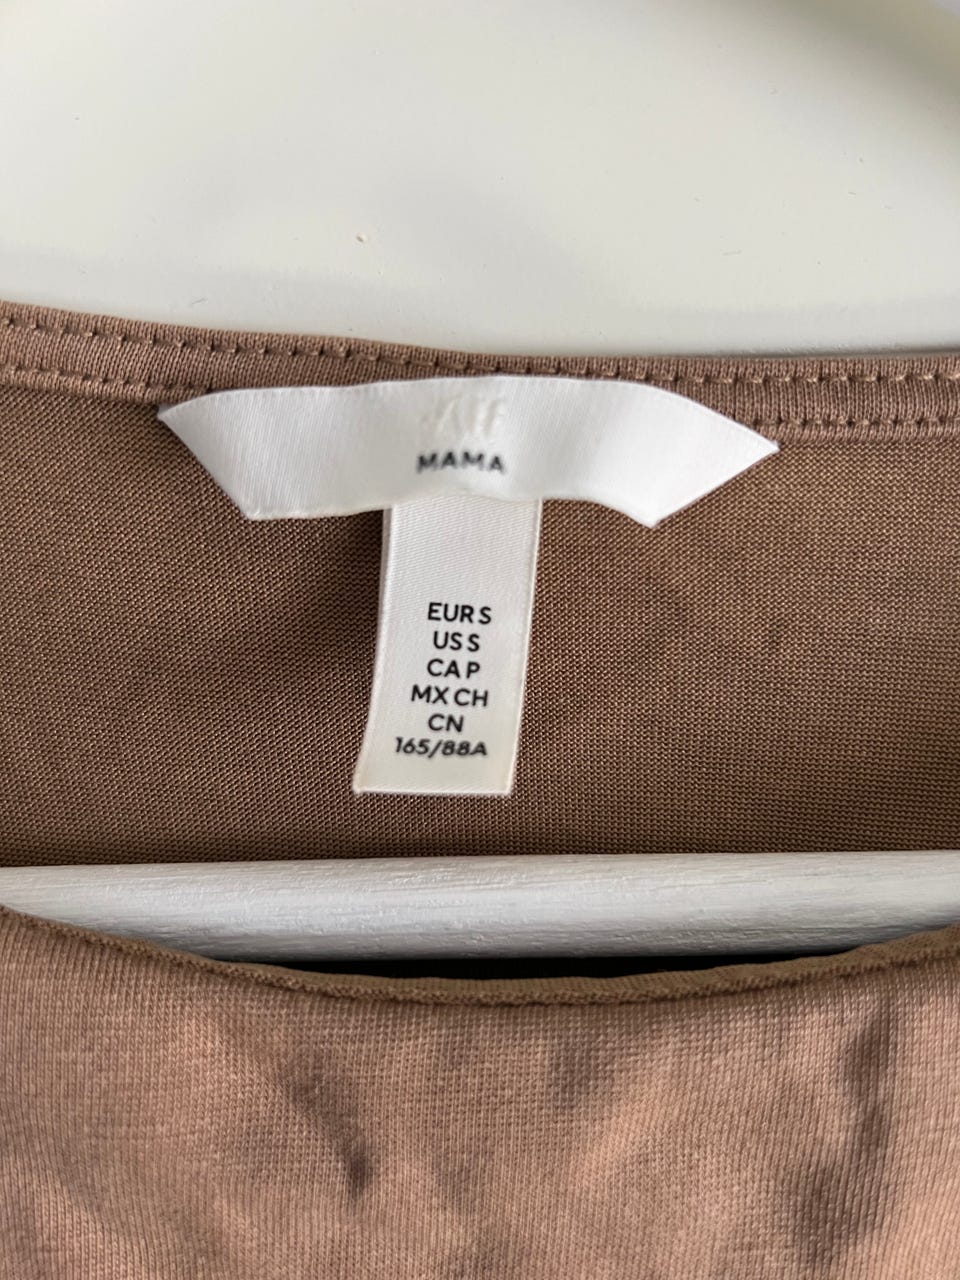 MAMA
EUR S
US S
CA P
MX CH
CN
165/88A